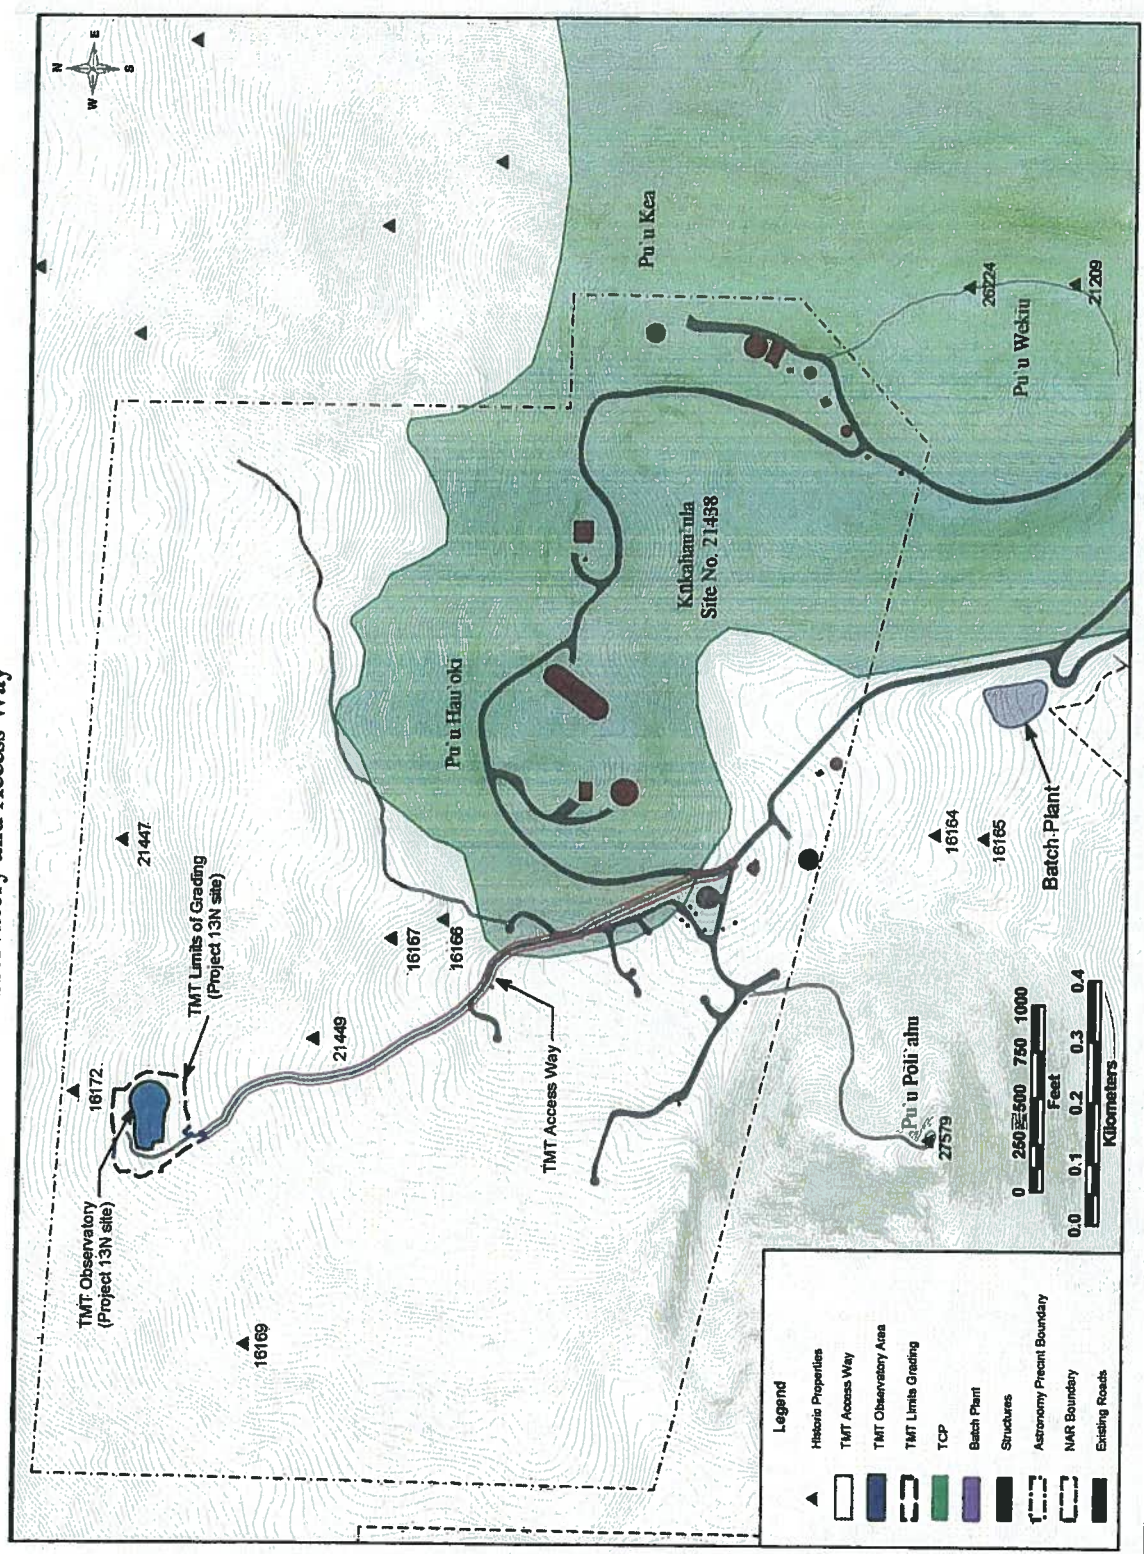 and Access Way
N
E
S
W
TMT Observatory
(Project 13N site)
16172
TMT Limits of Grading
(Project 13N site)
21447
16169
21449
16167
16166
TMT Access Way
Pu`u Hau`oki
Kukahau`ula
Site No. 21438
Pu`u Kea
Pu`u Wekiu
26224
21209
16164
16165
Batch Plant
Pu`u Poli`ahu
27579
0 250 500 750 1000
Feet
0.0 0.1 0.2 0.3 0.4
Kilometers
Legend
Historic Properties
TMT Access Way
TMT Observatory Area
TMT Limits Grading
TCP
Batch Plant
Structures
Astronomy Precint Boundary
NAR Boundary
Existing Roads